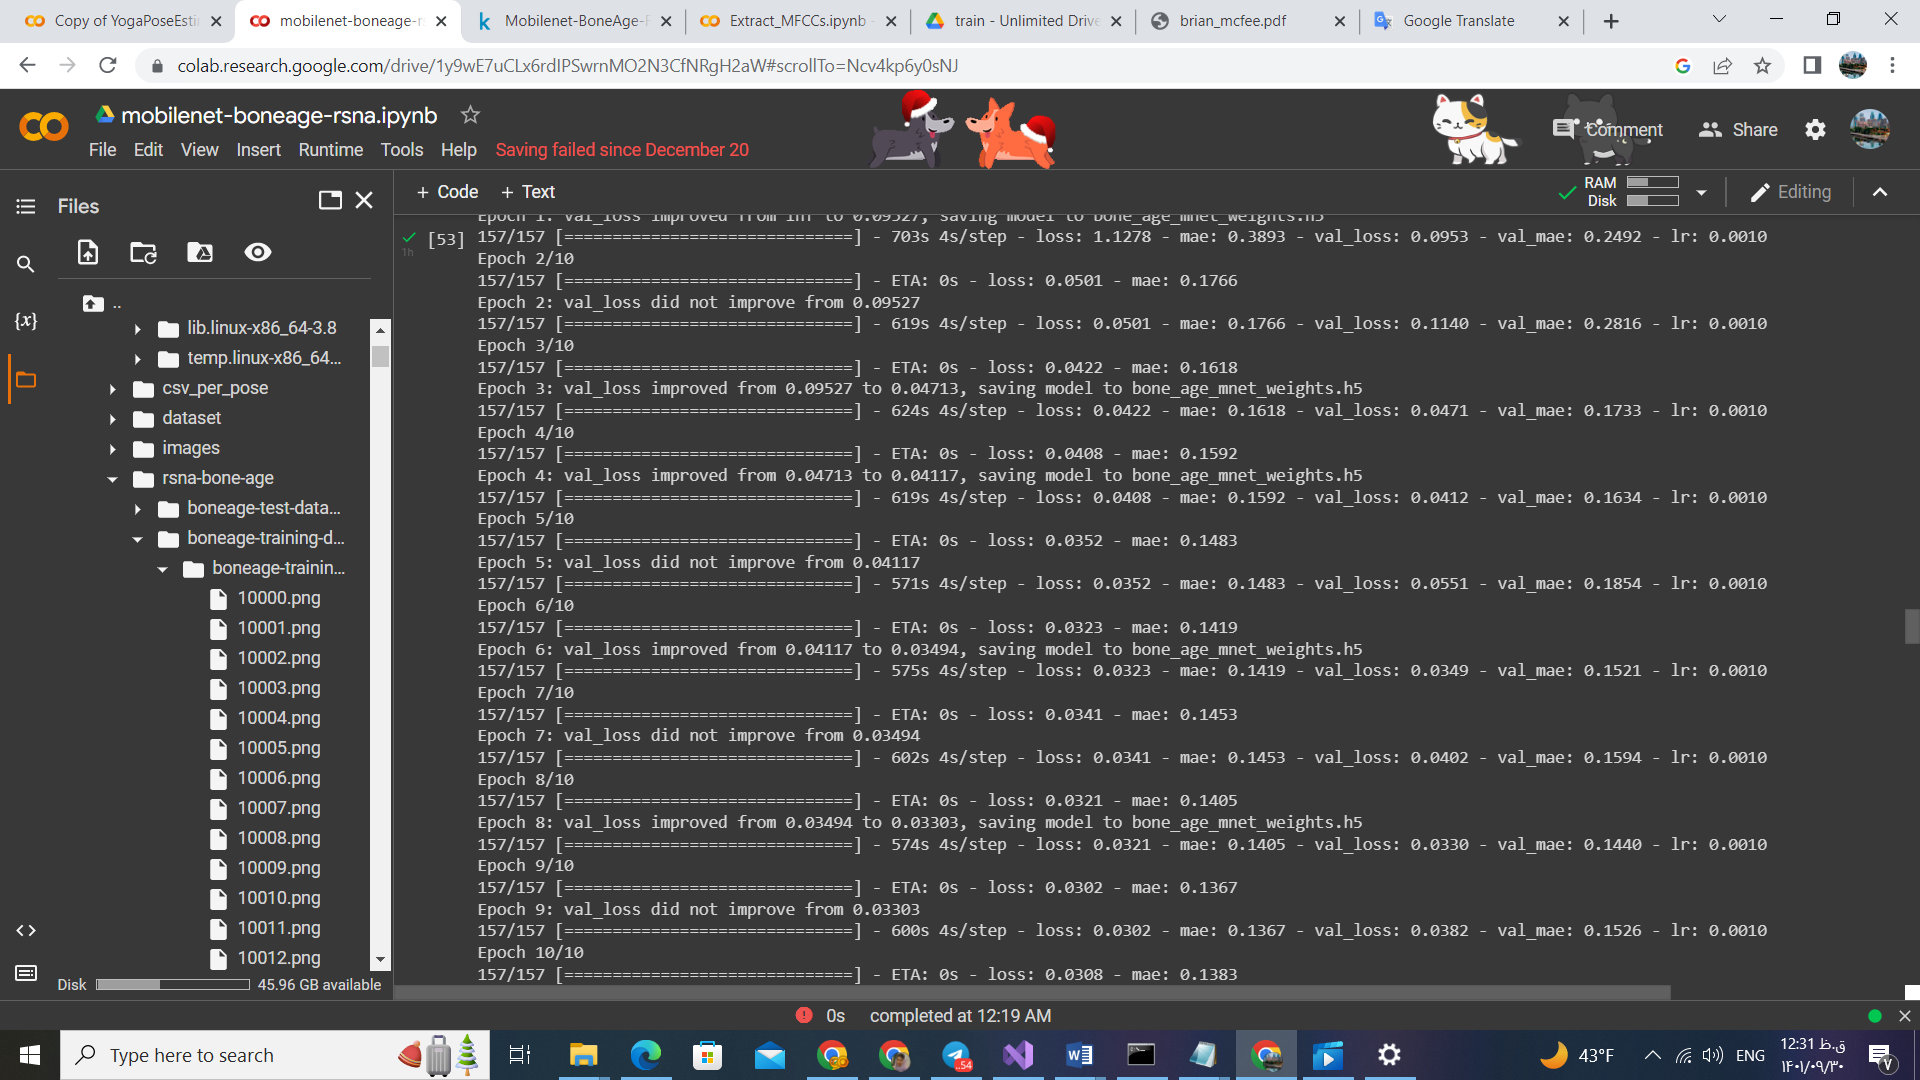 Copy of YogaPoseEstir
mobilenet-boneage-r
Mobilenet-BoneAge-F
Extract_MFCCs.ipynb -
train - Unlimited Drive
brian_mcfee.pdf
Google Translate
colab.research.google.com/drive/1y9wE7uCLx6rdIPSwrnMO2N3CfNRgH2aW#scrollTo=Ncv4kp6y0sNJ
mobilenet-boneage-rsna.ipynb
Comment
Share
File Edit View Insert Runtime Tools Help Saving failed since December 20
Files
+ Code + Text
RAM
Disk
Editing
..
lib.linux-x86_64-3.8
temp.linux-x86_64...
csv_per_pose
dataset
images
rsna-bone-age
boneage-test-data...
boneage-training-d...
boneage-trainin...
10000.png
10001.png
10002.png
10003.png
10004.png
10005.png
10006.png
10007.png
10008.png
10009.png
10010.png
10011.png
10012.png
Disk 45.96 GB available
[53]
1h
Epoch 1: val_loss improved from inf to 0.09527, saving model to bone_age_mnet_weights.h5
157/157 [==============================] - 703s 4s/step - loss: 1.1278 - mae: 0.3893 - val_loss: 0.0953 - val_mae: 0.2492 - lr: 0.0010
Epoch 2/10
157/157 [==============================] - ETA: 0s - loss: 0.0501 - mae: 0.1766
Epoch 2: val_loss did not improve from 0.09527
157/157 [==============================] - 619s 4s/step - loss: 0.0501 - mae: 0.1766 - val_loss: 0.1140 - val_mae: 0.2816 - lr: 0.0010
Epoch 3/10
157/157 [==============================] - ETA: 0s - loss: 0.0422 - mae: 0.1618
Epoch 3: val_loss improved from 0.09527 to 0.04713, saving model to bone_age_mnet_weights.h5
157/157 [==============================] - 624s 4s/step - loss: 0.0422 - mae: 0.1618 - val_loss: 0.0471 - val_mae: 0.1733 - lr: 0.0010
Epoch 4/10
157/157 [==============================] - ETA: 0s - loss: 0.0408 - mae: 0.1592
Epoch 4: val_loss improved from 0.04713 to 0.04117, saving model to bone_age_mnet_weights.h5
157/157 [==============================] - 619s 4s/step - loss: 0.0408 - mae: 0.1592 - val_loss: 0.0412 - val_mae: 0.1634 - lr: 0.0010
Epoch 5/10
157/157 [==============================] - ETA: 0s - loss: 0.0352 - mae: 0.1483
Epoch 5: val_loss did not improve from 0.04117
157/157 [==============================] - 571s 4s/step - loss: 0.0352 - mae: 0.1483 - val_loss: 0.0551 - val_mae: 0.1854 - lr: 0.0010
Epoch 6/10
157/157 [==============================] - ETA: 0s - loss: 0.0323 - mae: 0.1419
Epoch 6: val_loss improved from 0.04117 to 0.03494, saving model to bone_age_mnet_weights.h5
157/157 [==============================] - 575s 4s/step - loss: 0.0323 - mae: 0.1419 - val_loss: 0.0349 - val_mae: 0.1521 - lr: 0.0010
Epoch 7/10
157/157 [==============================] - ETA: 0s - loss: 0.0341 - mae: 0.1453
Epoch 7: val_loss did not improve from 0.03494
157/157 [==============================] - 602s 4s/step - loss: 0.0341 - mae: 0.1453 - val_loss: 0.0402 - val_mae: 0.1594 - lr: 0.0010
Epoch 8/10
157/157 [==============================] - ETA: 0s - loss: 0.0321 - mae: 0.1405
Epoch 8: val_loss improved from 0.03494 to 0.03303, saving model to bone_age_mnet_weights.h5
157/157 [==============================] - 574s 4s/step - loss: 0.0321 - mae: 0.1405 - val_loss: 0.0330 - val_mae: 0.1440 - lr: 0.0010
Epoch 9/10
157/157 [==============================] - ETA: 0s - loss: 0.0302 - mae: 0.1367
Epoch 9: val_loss did not improve from 0.03303
157/157 [==============================] - 600s 4s/step - loss: 0.0302 - mae: 0.1367 - val_loss: 0.0382 - val_mae: 0.1526 - lr: 0.0010
Epoch 10/10
157/157 [==============================] - ETA: 0s - loss: 0.0308 - mae: 0.1383
0s completed at 12:19 AM
Type here to search
..54
43°F
ENG
12:31 ق.ظ
۱۴۰۱/۰۹/۳۰